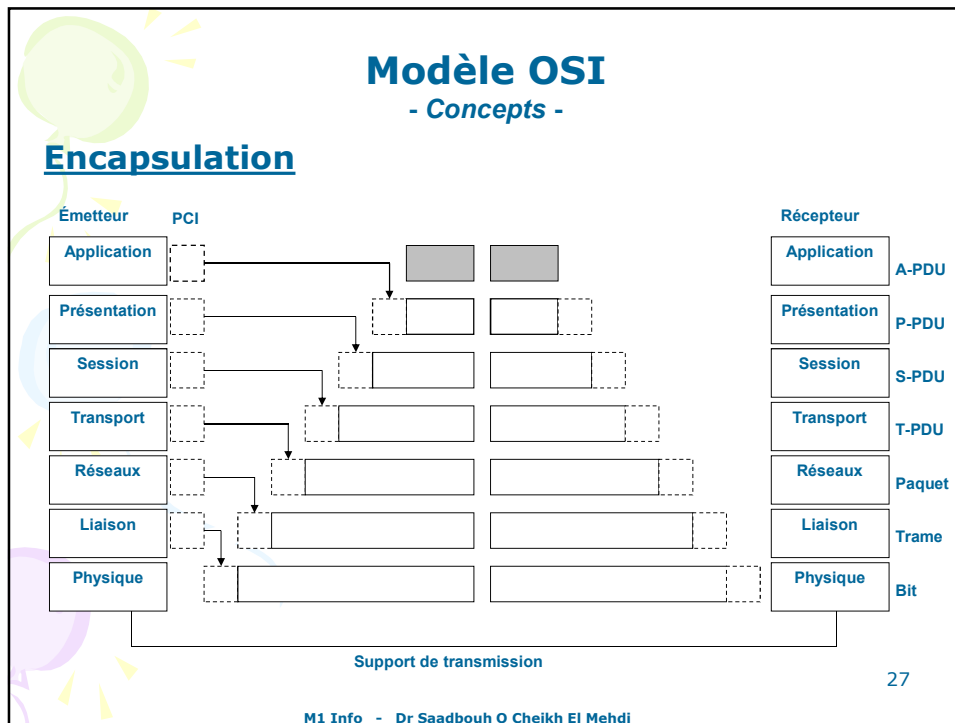 Modèle OSI
- Concepts -
Encapsulation
Émetteur PCI Récepteur
Application Application A-PDU
Présentation Présentation P-PDU
Session Session S-PDU
Transport Transport T-PDU
Réseaux Réseaux Paquet
Liaison Liaison Trame
Physique Physique Bit
Support de transmission
27
M1 Info - Dr Saadbouh O Cheikh El Mehdi